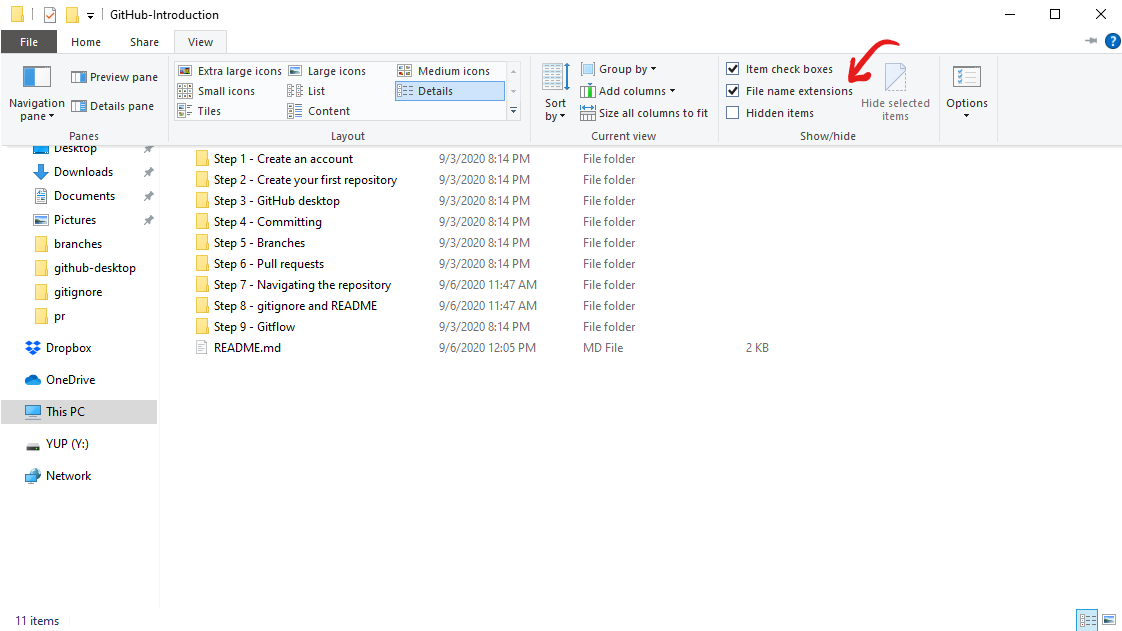 GitHub-Introduction
File Home Share View
Navigation pane
Preview pane
Details pane
Panes
Extra large icons Large icons Medium icons
Small icons List Details
Tiles Content
Layout
Sort by
Group by
Add columns
Size all columns to fit
Current view
Item check boxes
File name extensions
Hidden items
Hide selected items
Show/hide
Options
Desktop
Downloads
Documents
Pictures
branches
github-desktop
gitignore
pr
Dropbox
OneDrive
This PC
YUP (Y:)
Network
Step 1 - Create an account 9/3/2020 8:14 PM File folder
Step 2 - Create your first repository 9/3/2020 8:14 PM File folder
Step 3 - GitHub desktop 9/3/2020 8:14 PM File folder
Step 4 - Committing 9/3/2020 8:14 PM File folder
Step 5 - Branches 9/3/2020 8:14 PM File folder
Step 6 - Pull requests 9/3/2020 8:14 PM File folder
Step 7 - Navigating the repository 9/6/2020 11:47 AM File folder
Step 8 - gitignore and README 9/6/2020 11:47 AM File folder
Step 9 - Gitflow 9/3/2020 8:14 PM File folder
README.md 9/6/2020 12:05 PM MD File 2 KB
11 items